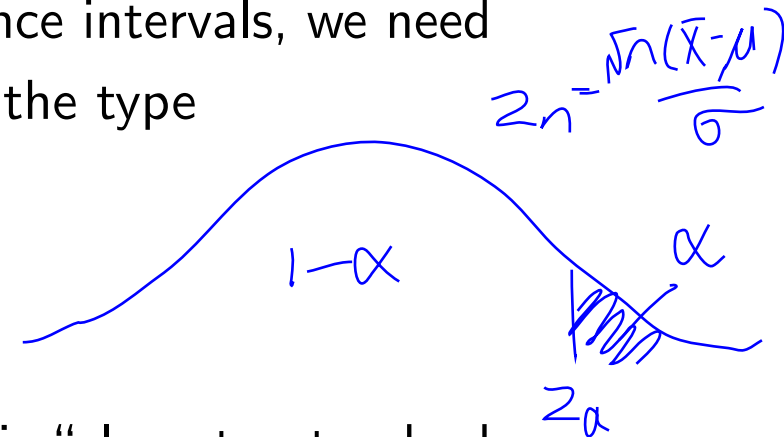 nce intervals, we need
the type
Zn = √n(X̄-μ)/σ
1-α
α
Zα